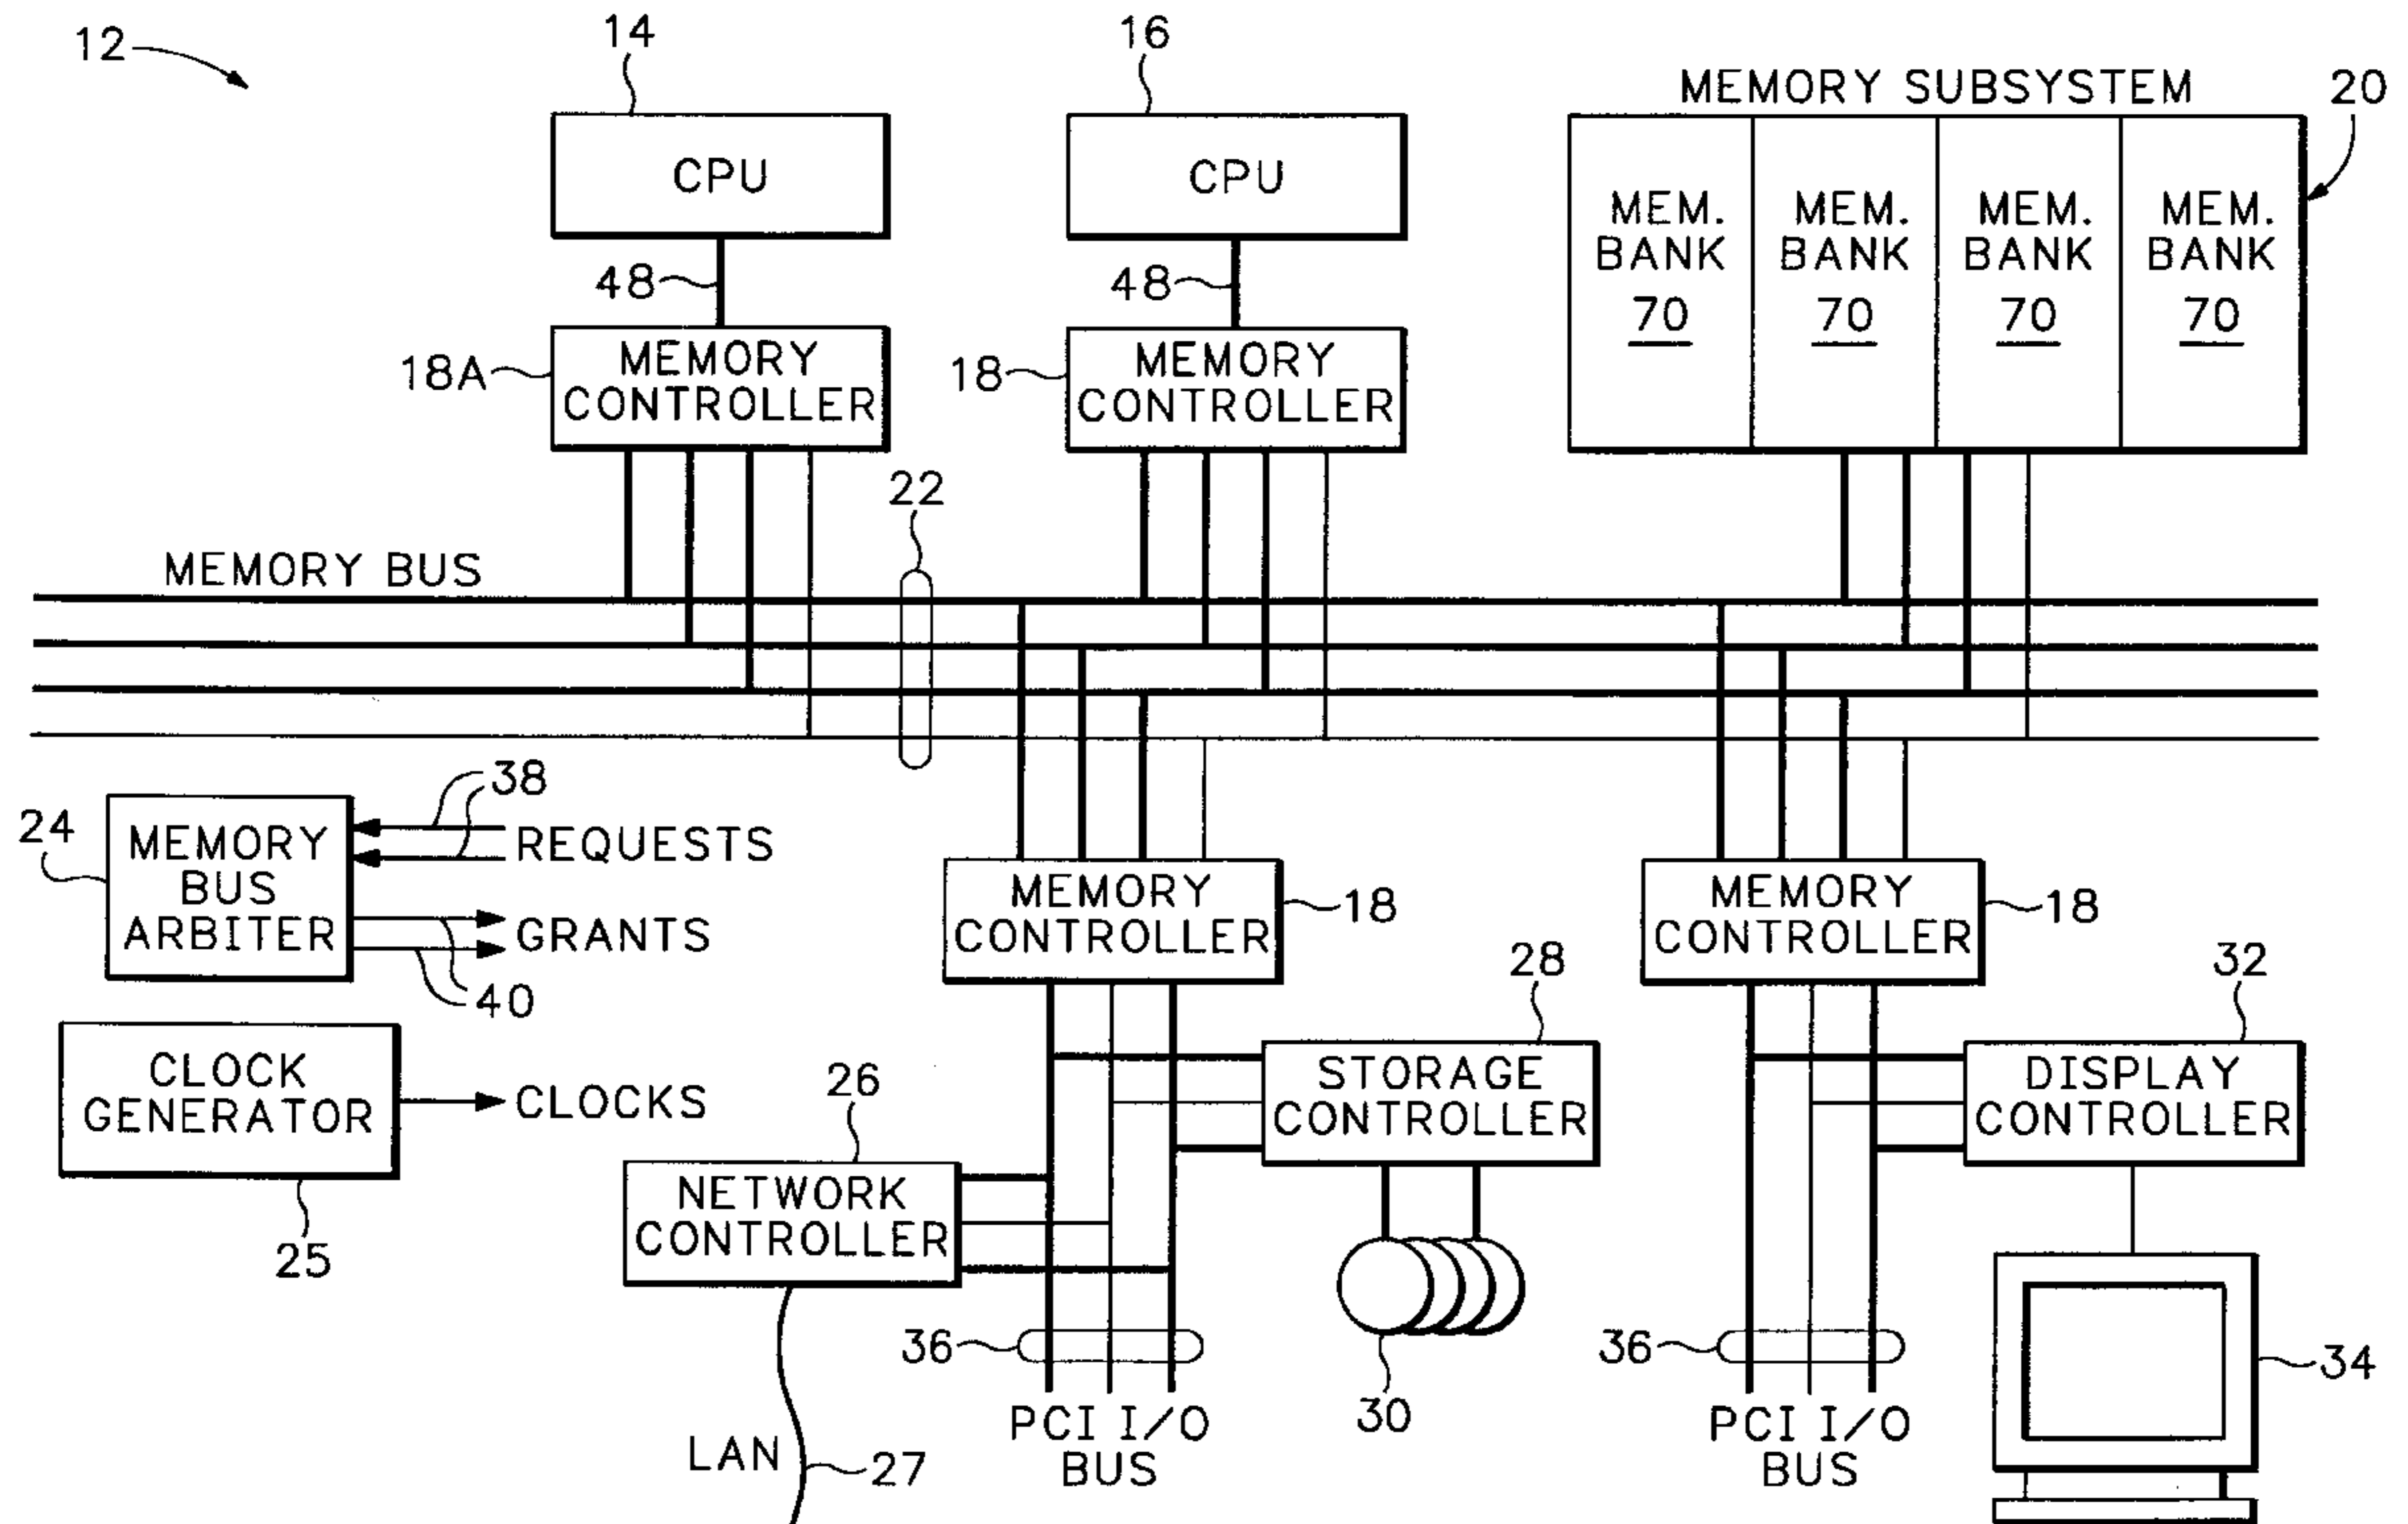 12
14
16
MEMORY SUBSYSTEM
20
CPU
CPU
MEM.
BANK
70
MEM.
BANK
70
MEM.
BANK
70
MEM.
BANK
70
48
48
18A
MEMORY
CONTROLLER
18
MEMORY
CONTROLLER
22
MEMORY BUS
24
MEMORY
BUS
ARBITER
38
REQUESTS
GRANTS
40
MEMORY
CONTROLLER
18
MEMORY
CONTROLLER
18
CLOCK
GENERATOR
CLOCKS
25
28
STORAGE
CONTROLLER
32
DISPLAY
CONTROLLER
26
NETWORK
CONTROLLER
36
30
36
34
LAN
27
PCI I/O
BUS
PCI I/O
BUS